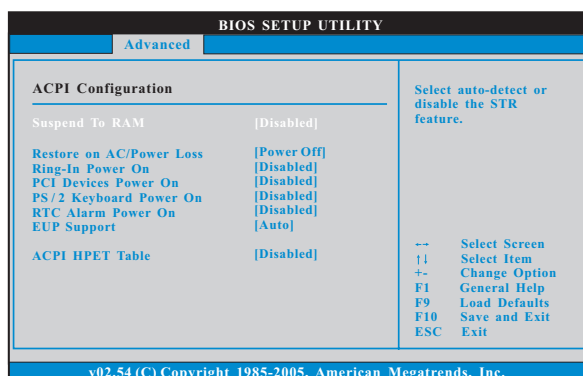 BIOS SETUP UTILITY
Advanced
ACPI Configuration
Suspend To RAM [Disabled]
Restore on AC/Power Loss [Power Off]
Ring-In Power On [Disabled]
PCI Devices Power On [Disabled]
PS/2 Keyboard Power On [Disabled]
RTC Alarm Power On [Disabled]
EUP Support [Auto]
ACPI HPET Table [Disabled]
Select auto-detect or
disable the STR
feature.
←→ Select Screen
↑↓ Select Item
+- Change Option
F1 General Help
F9 Load Defaults
F10 Save and Exit
ESC Exit
v02.54 (C) Copyright 1985-2005, American Megatrends, Inc.